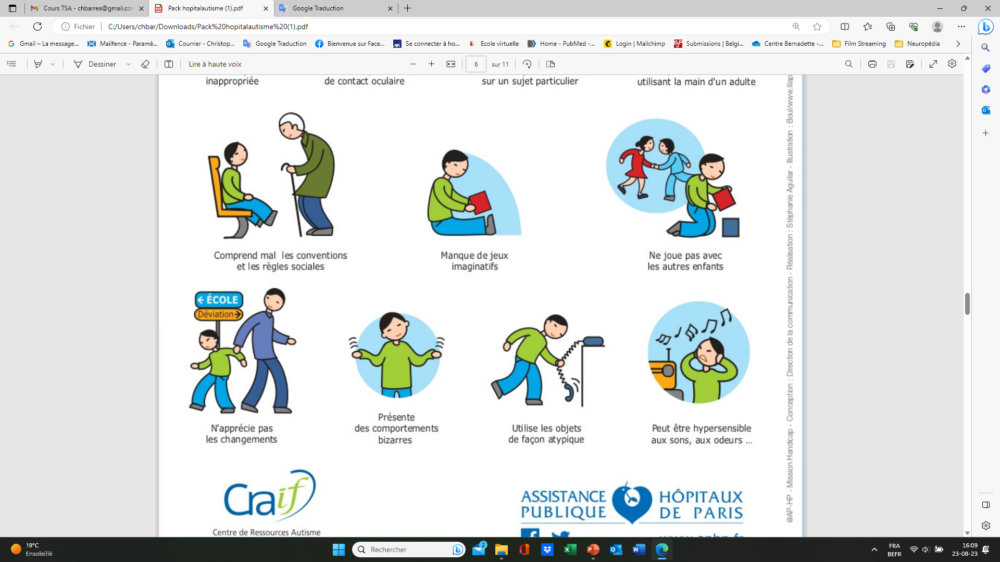 Cours TSA - chbarrea@gmail.con
Pack hopitalautisme (1).pdf
Google Traduction
Fichier
C:/Users/chbar/Downloads/Pack%20hopitalautisme%20(1).pdf
Gmail – La message...
Mailfence - Paramè...
Courrier - Christop...
Google Traduction
Bienvenue sur Face...
Se connecter à ho...
Ecole virtuelle
Home - PubMed -...
Login | Mailchimp
Submissions | Belgi...
Centre Bernadette -...
Film Streaming
Neuropédia
Dessiner
Lire à haute voix
6
sur 11
inappropriée
de contact oculaire
sur un sujet particulier
utilisant la main d'un adulte
Comprend mal les conventions
et les règles sociales
Manque de jeux
imaginatifs
Ne joue pas avec
les autres enfants
ÉCOLE
Déviation
N'apprécie pas
les changements
Présente
des comportements
bizarres
Utilise les objets
de façon atypique
Peut être hypersensible
aux sons, aux odeurs ...
@AP-HP - Mission Handicap - Conception : Direction de la communication - Réalisation : Stéphanie Aguilar - Illustration : Boul/www.lilap
Craif
Centre de Ressources Autisme
ASSISTANCE HÔPITAUX
PUBLIQUE DE PARIS
19°C
Ensoleillé
Rechercher
2
FRA
BEFR
16:09
23-08-23